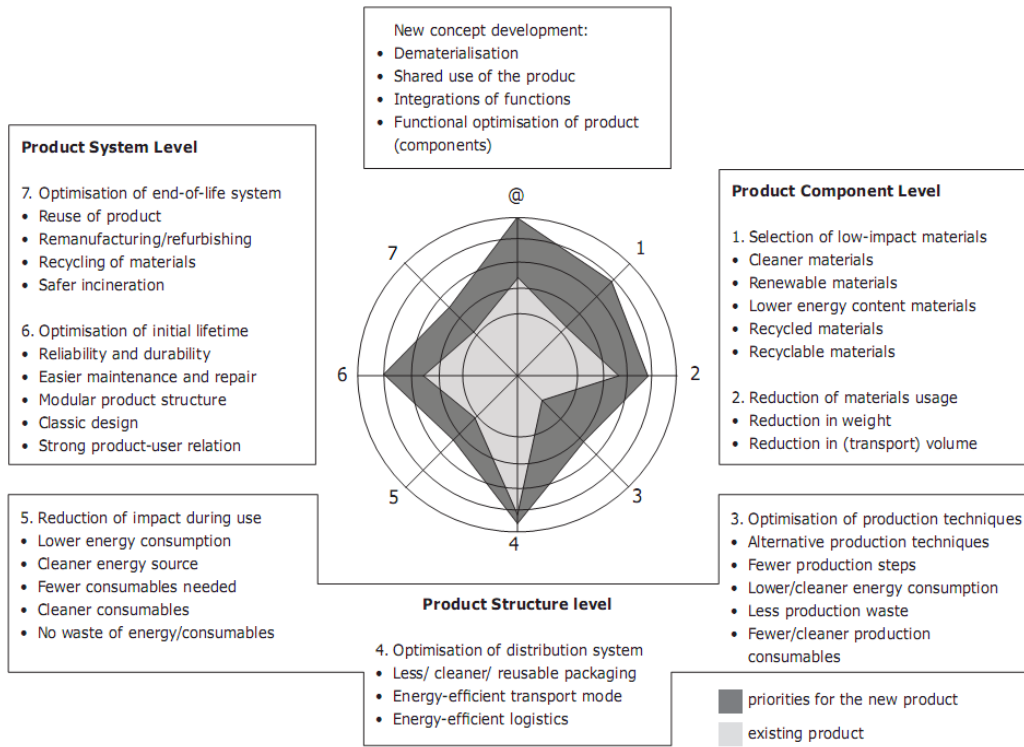 New concept development:
• Dematerialisation
• Shared use of the produc
• Integrations of functions
• Functional optimisation of product
(components)
Product System Level
7. Optimisation of end-of-life system
• Reuse of product
• Remanufacturing/refurbishing
• Recycling of materials
• Safer incineration
6. Optimisation of initial lifetime
• Reliability and durability
• Easier maintenance and repair
• Modular product structure
• Classic design
• Strong product-user relation
@
1
2
3
4
5
6
7
Product Component Level
1. Selection of low-impact materials
• Cleaner materials
• Renewable materials
• Lower energy content materials
• Recycled materials
• Recyclable materials
2. Reduction of materials usage
• Reduction in weight
• Reduction in (transport) volume
5. Reduction of impact during use
• Lower energy consumption
• Cleaner energy source
• Fewer consumables needed
• Cleaner consumables
• No waste of energy/consumables
Product Structure level
4. Optimisation of distribution system
• Less/ cleaner/ reusable packaging
• Energy-efficient transport mode
• Energy-efficient logistics
3. Optimisation of production techniques
• Alternative production techniques
• Fewer production steps
• Lower/cleaner energy consumption
• Less production waste
• Fewer/cleaner production
consumables
priorities for the new product
existing product